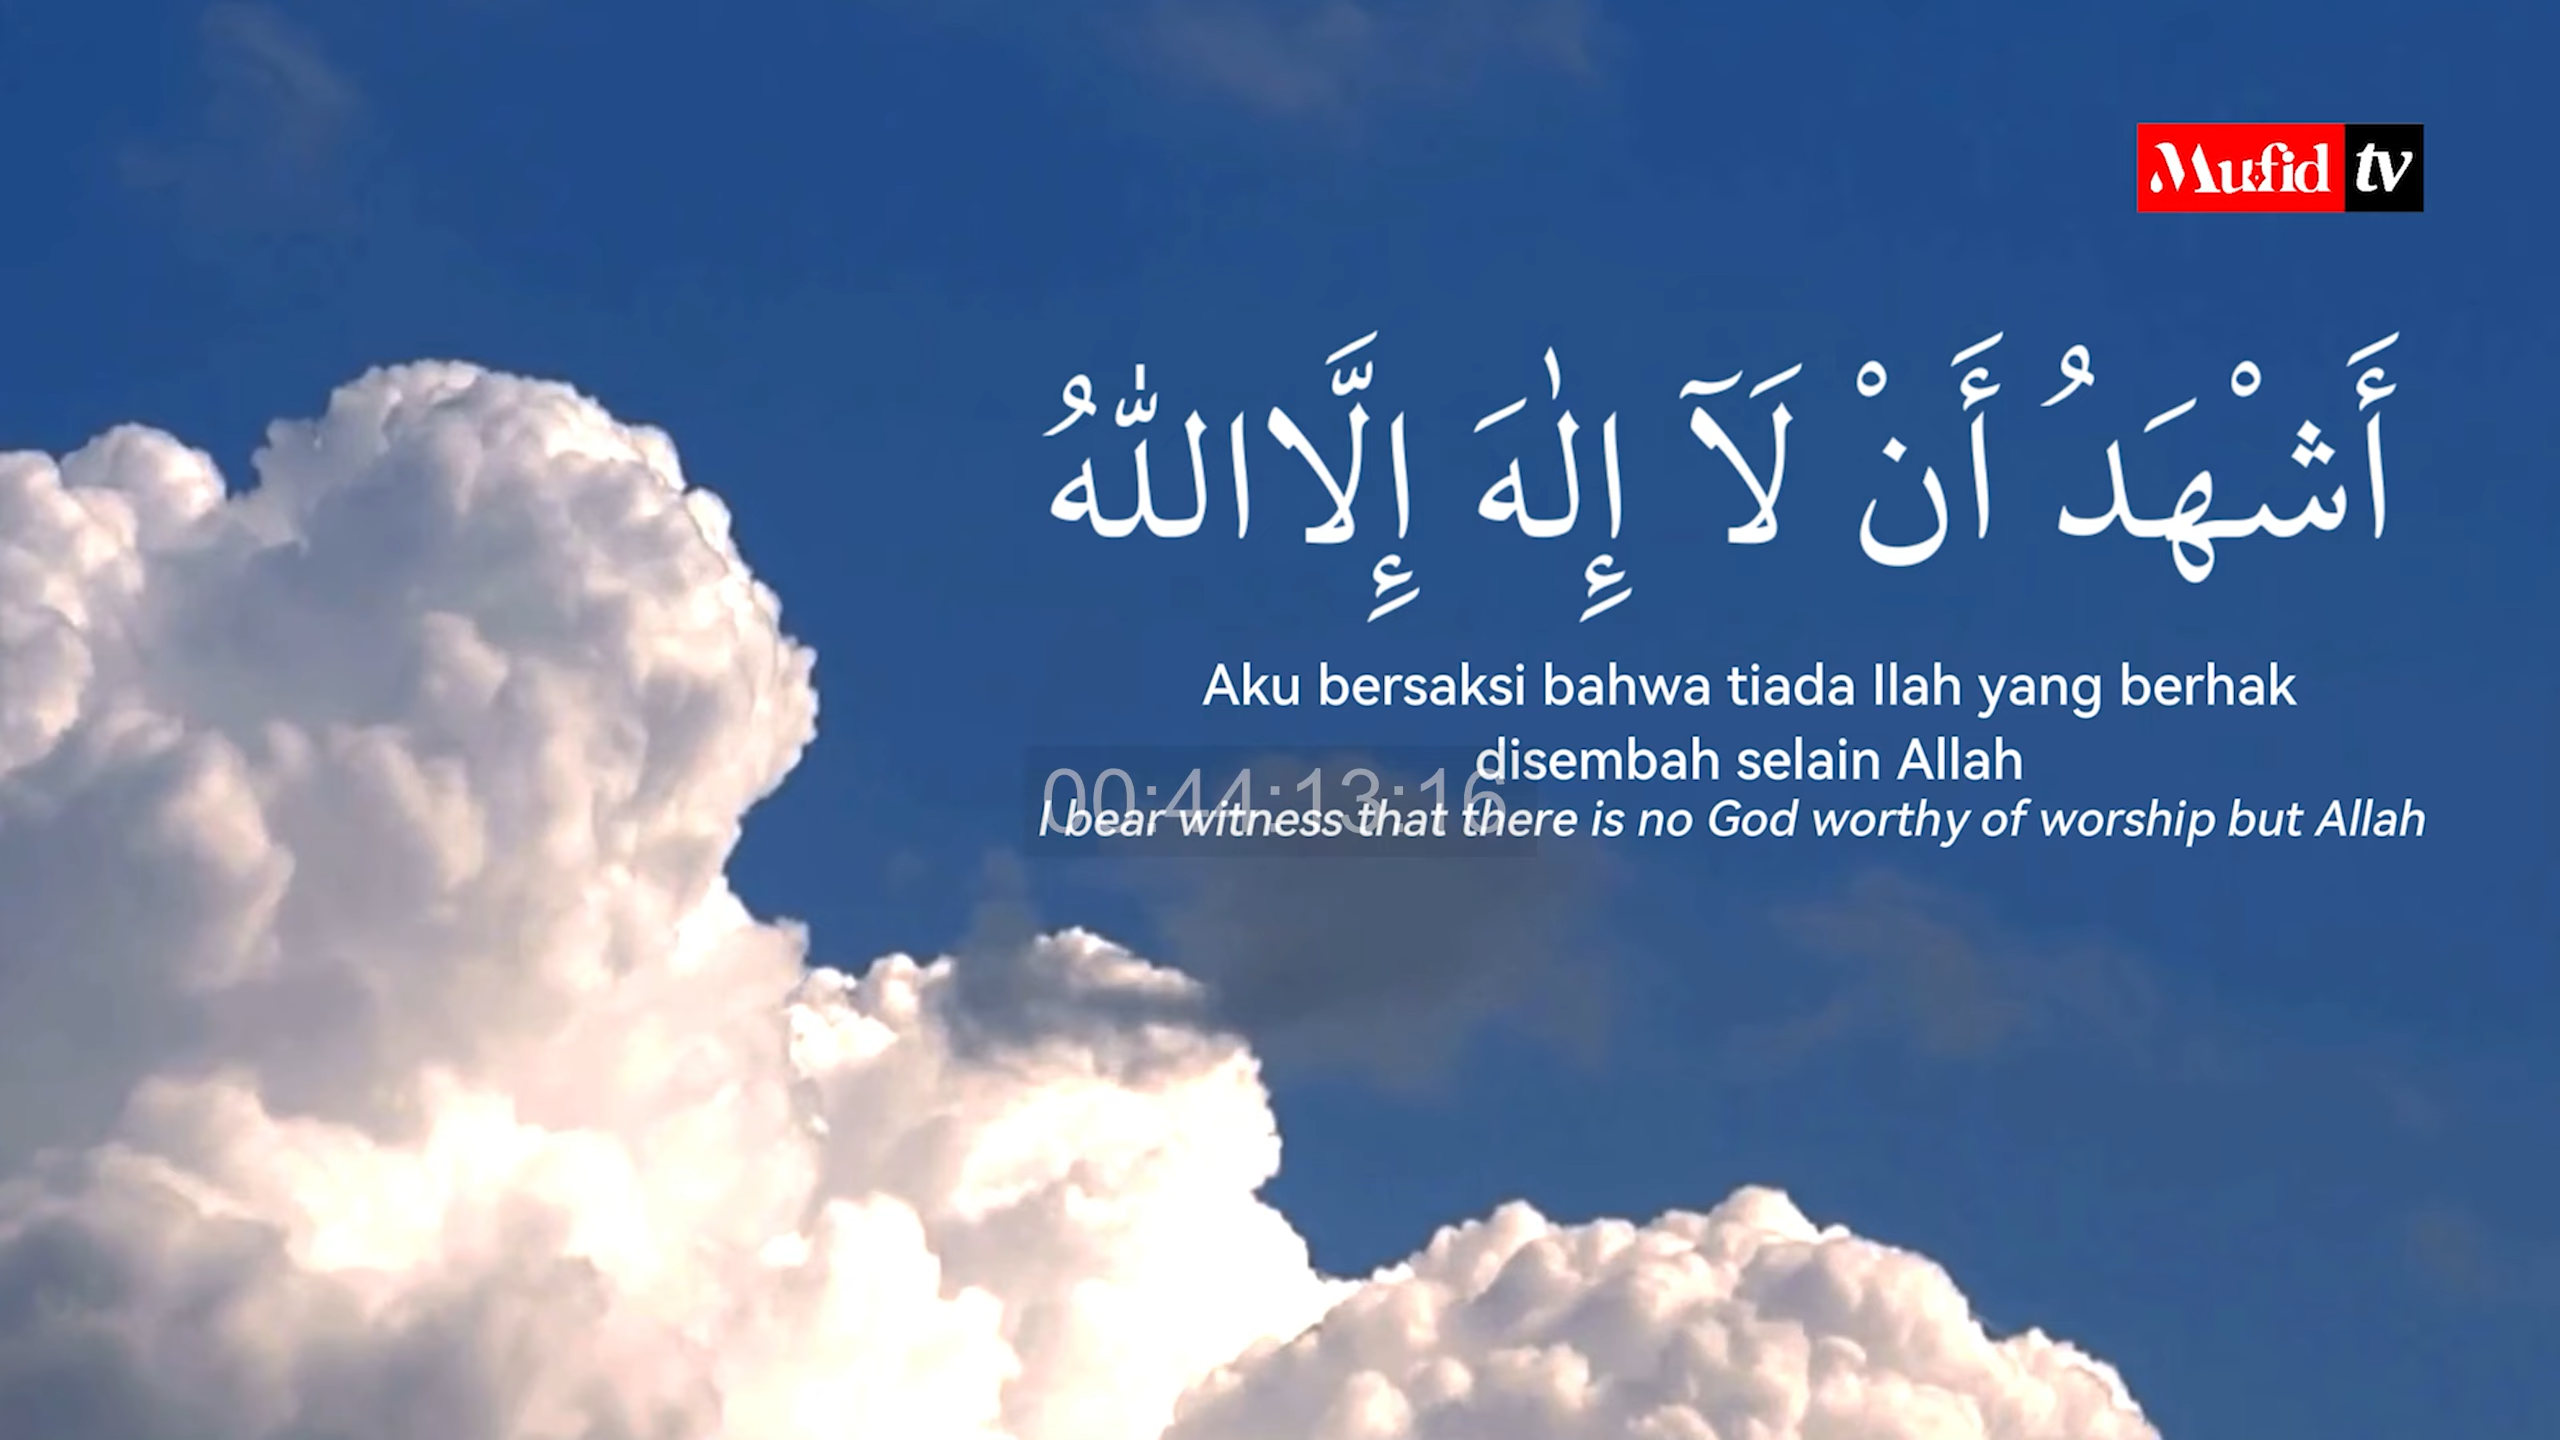 Mufid tv
أَشْهَدُ أَنْ لَآ إِلٰهَ إِلَّااللّٰهُ
Aku bersaksi bahwa tiada Ilah yang berhak
disembah selain Allah
00:44:13:16
I bear witness that there is no God worthy of worship but Allah